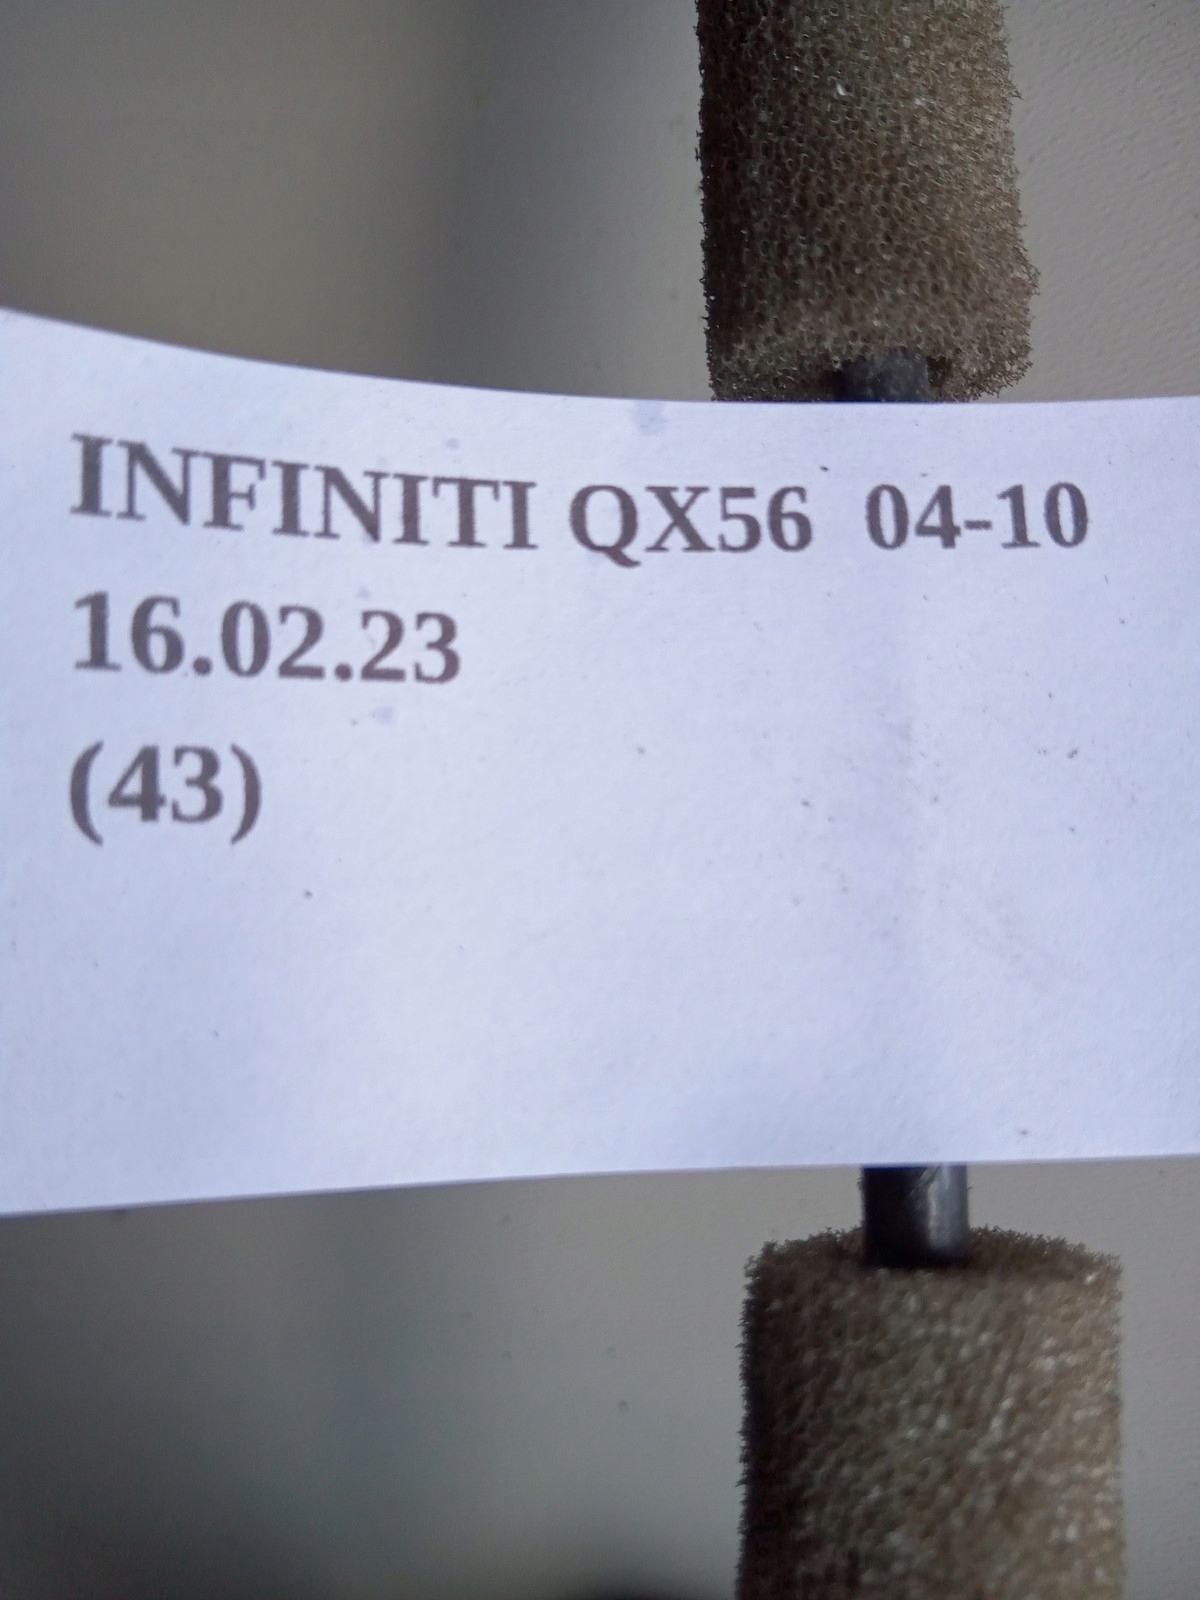 INFINITI QX56 04-10
16.02.23
(43)